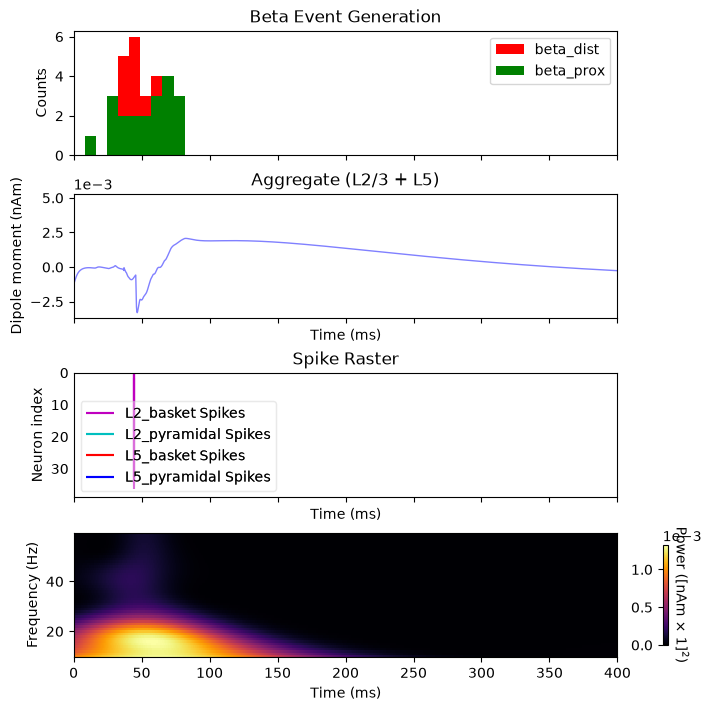 Beta Event Generation
6
4
2
0
Counts
beta_dist
beta_prox
Aggregate (L2/3 + L5)
1e−3
5.0
2.5
0.0
−2.5
Dipole moment (nAm)
Time (ms)
Spike Raster
0
10
20
30
Neuron index
L2_basket Spikes
L2_pyramidal Spikes
L5_basket Spikes
L5_pyramidal Spikes
Time (ms)
40
20
Frequency (Hz)
0 50 100 150 200 250 300 350 400
Time (ms)
1e−3
1.0
0.5
0.0
Power ([nAm × 1]²)